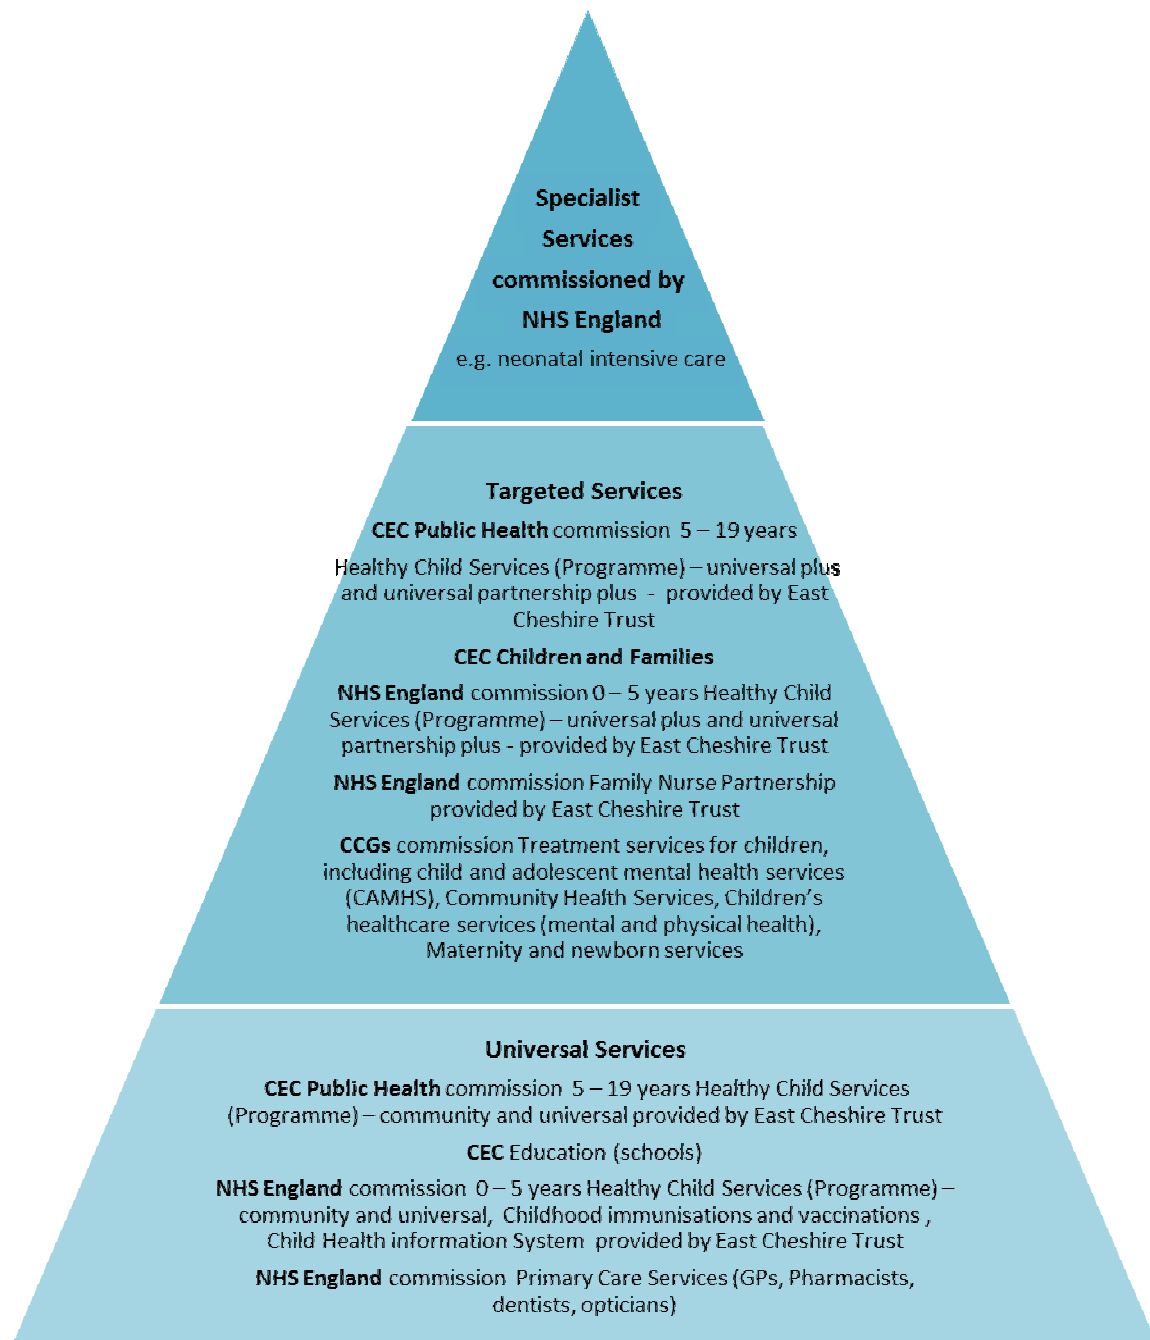 Specialist
Services
commissioned by
NHS England
e.g. neonatal intensive care
Targeted Services
CEC Public Health commission 5 – 19 years
Healthy Child Services (Programme) – universal plus
and universal partnership plus - provided by East
Cheshire Trust
CEC Children and Families
NHS England commission 0 – 5 years Healthy Child
Services (Programme) – universal plus and universal
partnership plus - provided by East Cheshire Trust
NHS England commission Family Nurse Partnership
provided by East Cheshire Trust
CCGs commission Treatment services for children,
including child and adolescent mental health services
(CAMHS), Community Health Services, Children’s
healthcare services (mental and physical health),
Maternity and newborn services
Universal Services
CEC Public Health commission 5 – 19 years Healthy Child Services
(Programme) – community and universal provided by East Cheshire Trust
CEC Education (schools)
NHS England commission 0 – 5 years Healthy Child Services (Programme) –
community and universal, Childhood immunisations and vaccinations ,
Child Health information System provided by East Cheshire Trust
NHS England commission Primary Care Services (GPs, Pharmacists,
dentists, opticians)